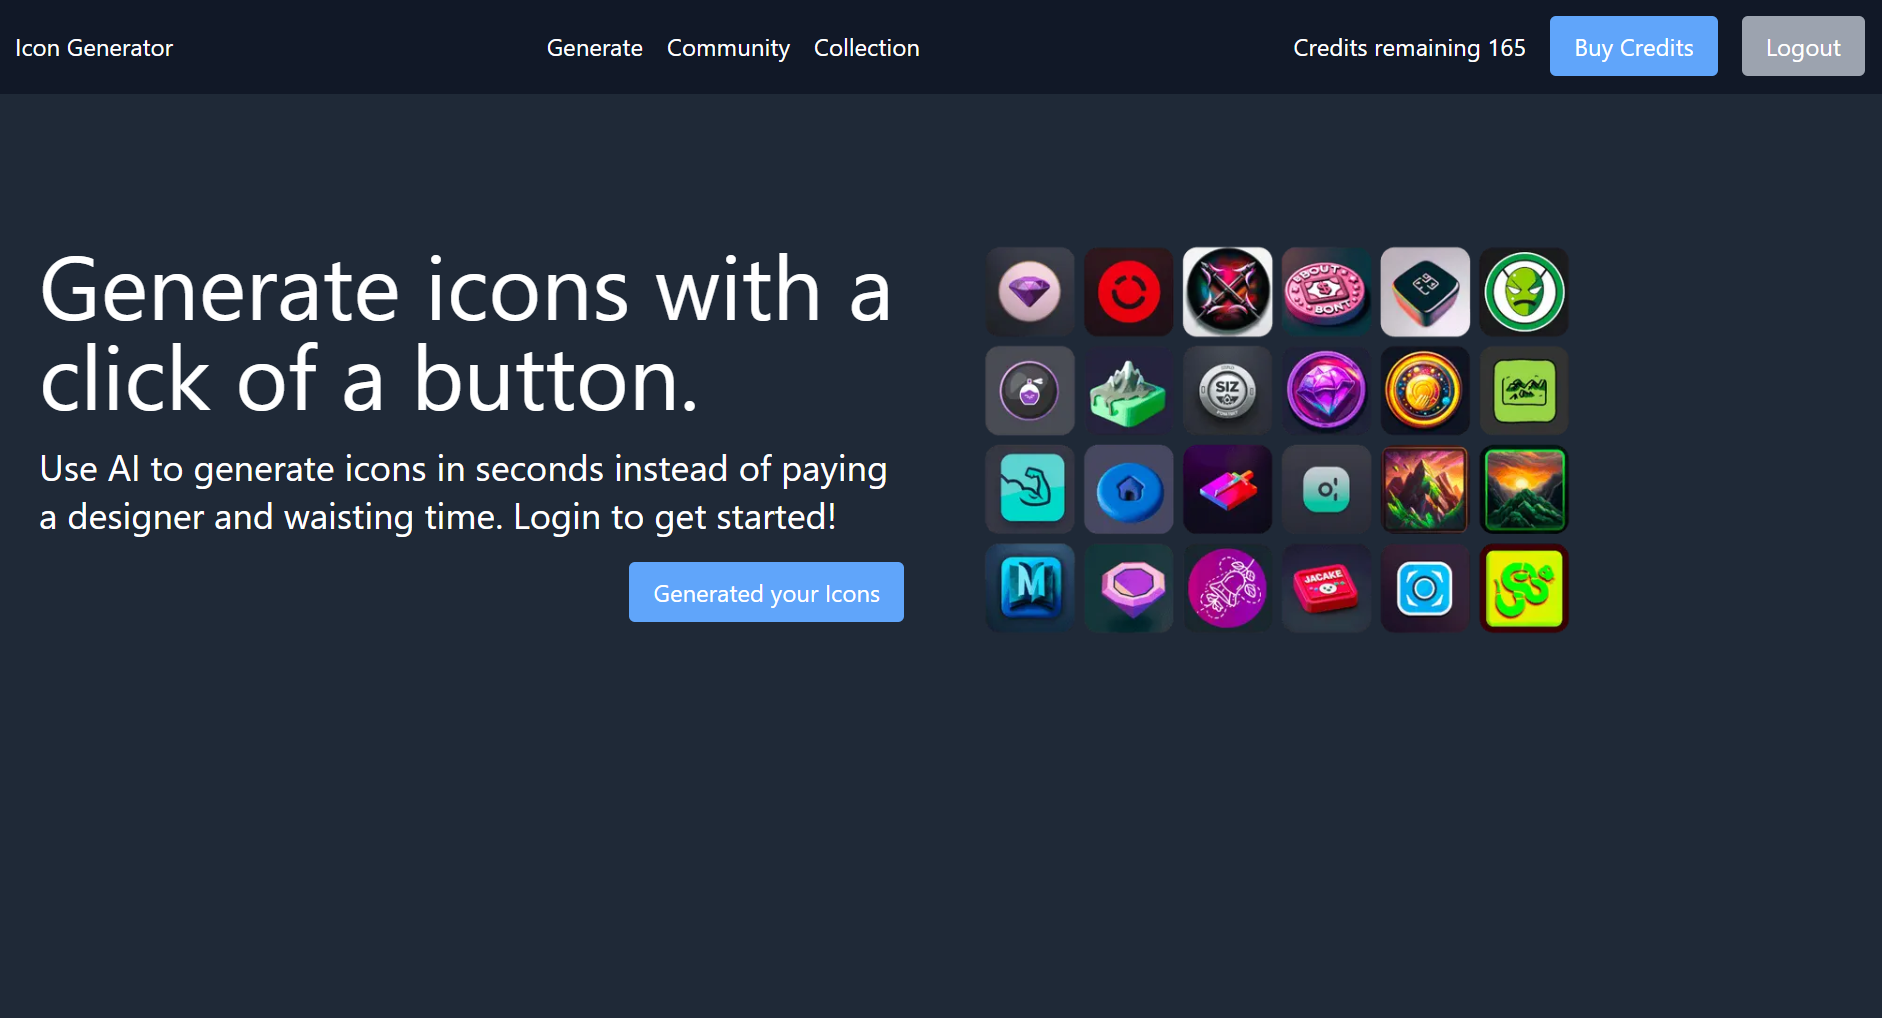 Icon Generator
Generate Community Collection
Credits remaining 165
Buy Credits
Logout
Generate icons with a
click of a button.
Use AI to generate icons in seconds instead of paying
a designer and waisting time. Login to get started!
Generated your Icons
BBOUT
BONT
SIZ
M
JACAKE